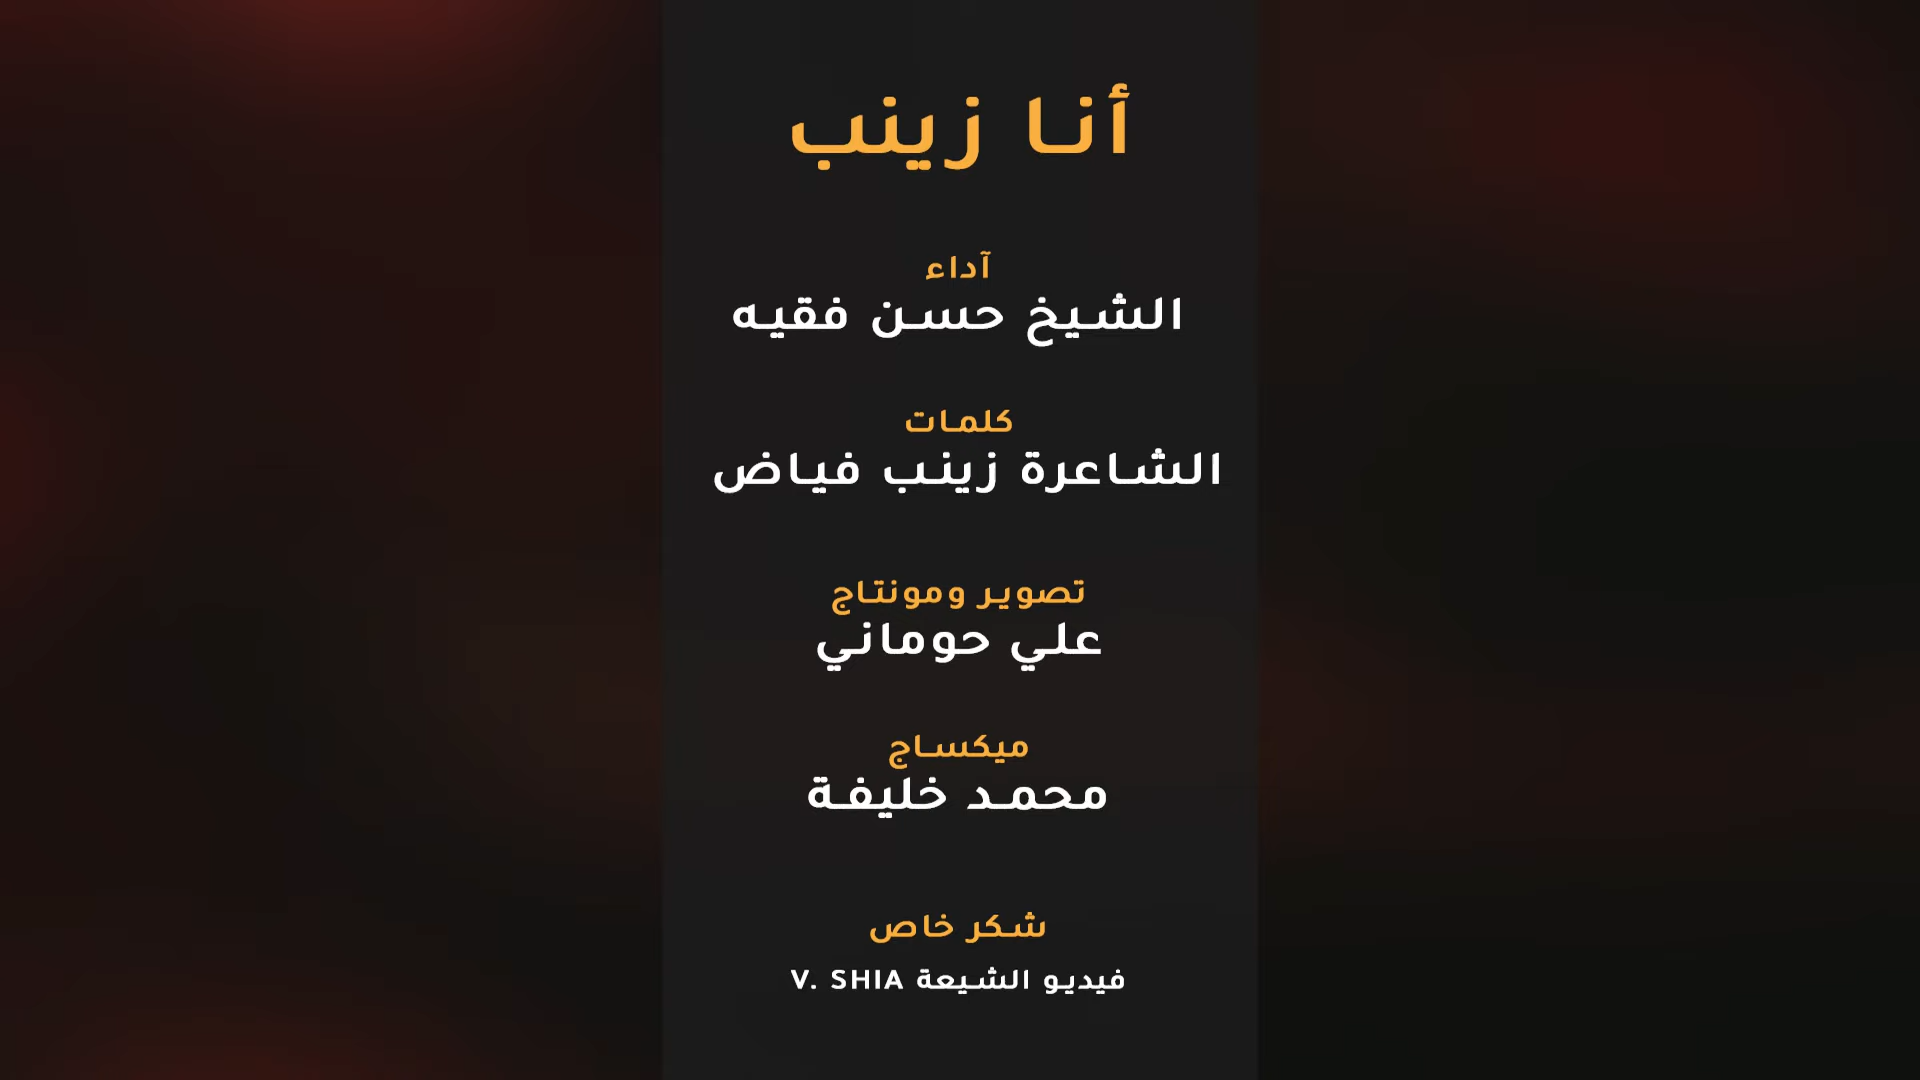 أنا زينب
آداء
الشيخ حسن فقيه
كلمات
الشاعرة زينب فياض
تصوير ومونتاج
علي حوماني
ميكساج
محمد خليفة
شكر خاص
فيديو الشيعة V. SHIA